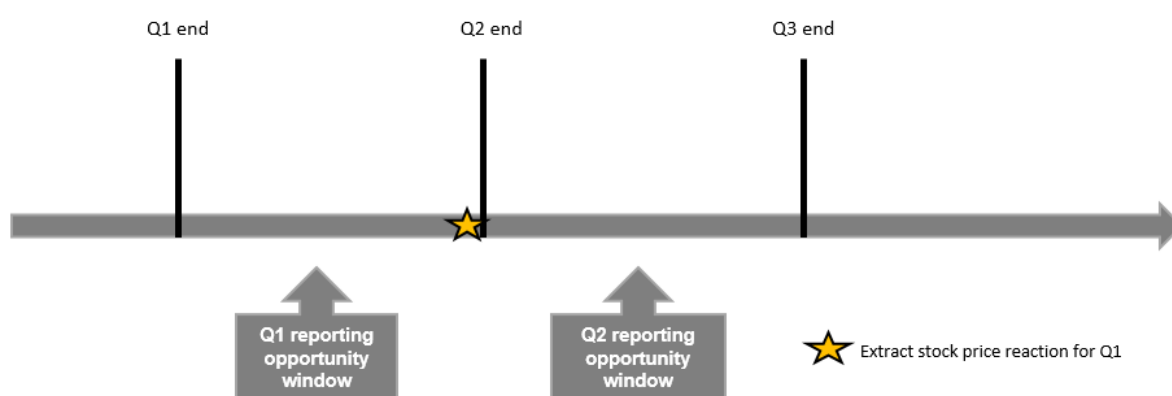 Q1 end
Q2 end
Q3 end
Q1 reporting
opportunity
window
Q2 reporting
opportunity
window
Extract stock price reaction for Q1